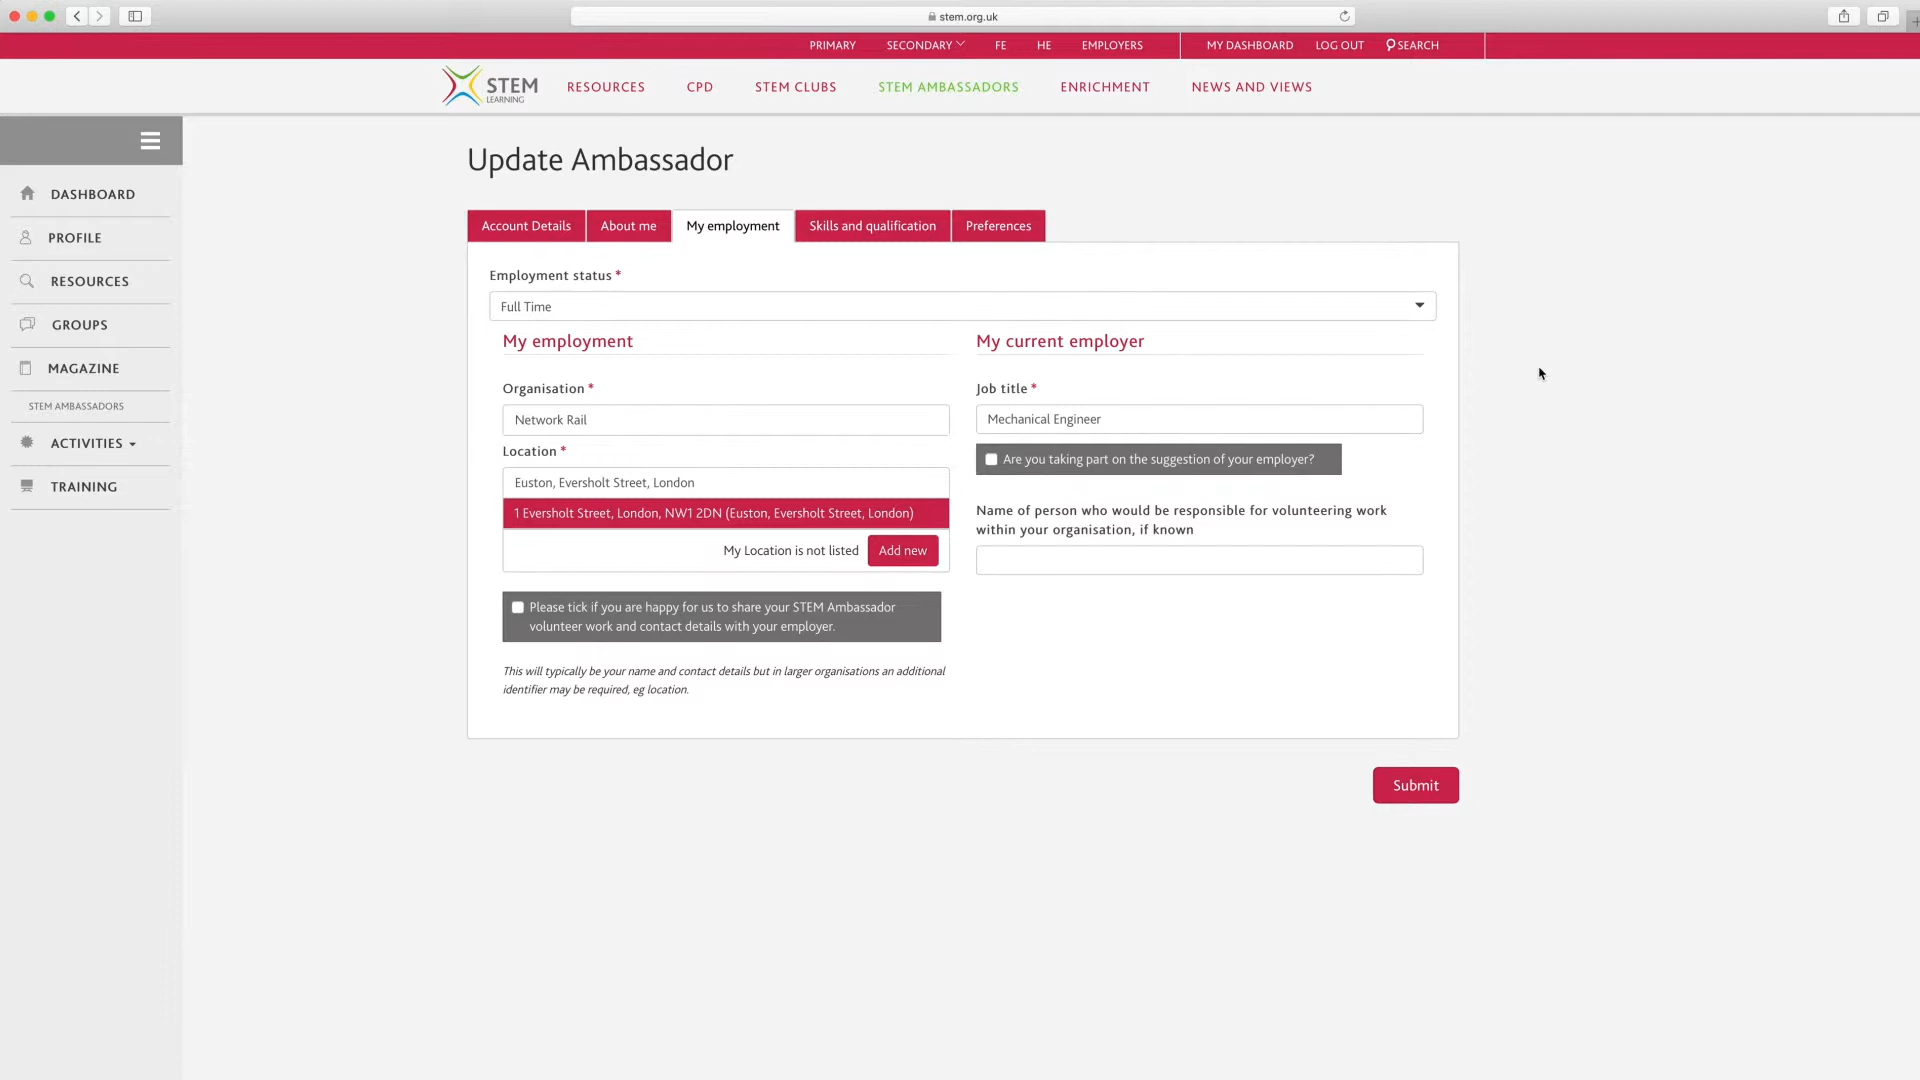 stem.org.uk
PRIMARY SECONDARY FE HE EMPLOYERS MY DASHBOARD LOG OUT SEARCH
STEM
LEARNING
RESOURCES CPD STEM CLUBS STEM AMBASSADORS ENRICHMENT NEWS AND VIEWS
DASHBOARD
PROFILE
RESOURCES
GROUPS
MAGAZINE
STEM AMBASSADORS
ACTIVITIES
TRAINING
Update Ambassador
Account Details About me My employment Skills and qualification Preferences
Employment status *
Full Time
My employment
Organisation *
Network Rail
Location *
Euston, Eversholt Street, London
1 Eversholt Street, London, NW1 2DN (Euston, Eversholt Street, London)
My Location is not listed Add new
Please tick if you are happy for us to share your STEM Ambassador
volunteer work and contact details with your employer.
This will typically be your name and contact details but in larger organisations an additional
identifier may be required, eg location.
My current employer
Job title *
Mechanical Engineer
Are you taking part on the suggestion of your employer?
Name of person who would be responsible for volunteering work
within your organisation, if known
Submit